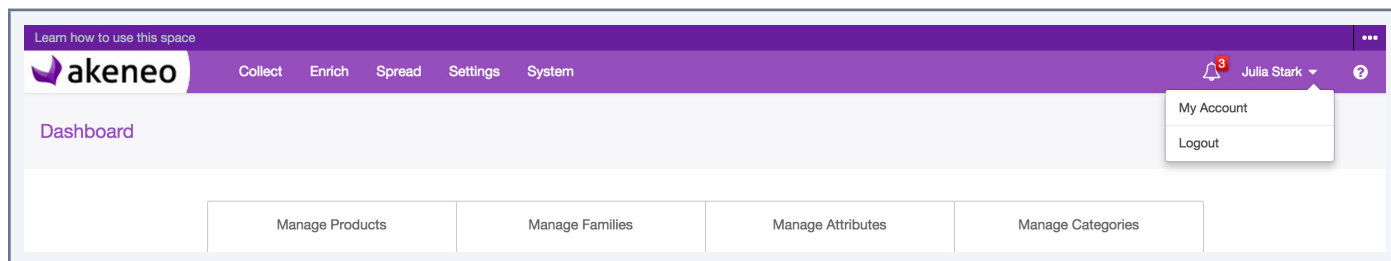 Learn how to use this space
akeneo Collect Enrich Spread Settings System 3 Julia Stark ?
My Account
Dashboard
Logout
Manage Products Manage Families Manage Attributes Manage Categories